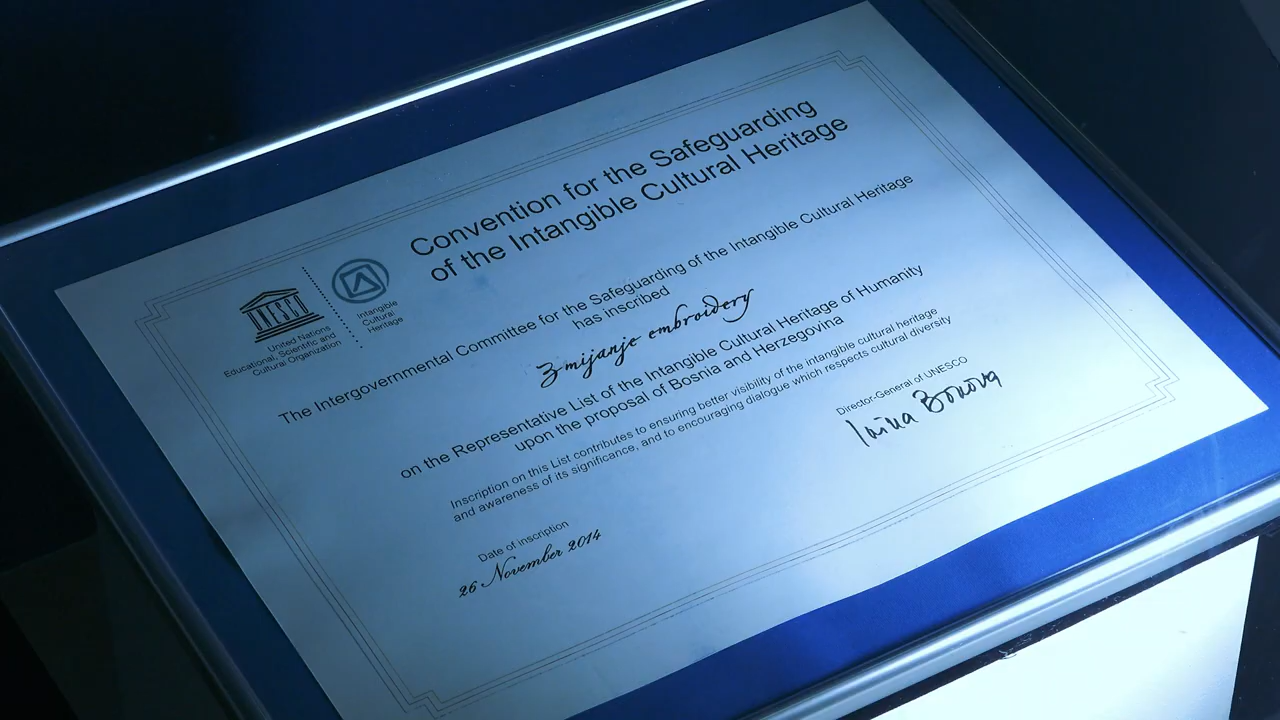 Convention for the Safeguarding
of the Intangible Cultural Heritage
UNESCO
United Nations
Educational, Scientific and
Cultural Organization
Intangible
Cultural
Heritage
The Intergovernmental Committee for the Safeguarding of the Intangible Cultural Heritage
has inscribed
Zmijanje embroidery
on the Representative List of the Intangible Cultural Heritage of Humanity
upon the proposal of Bosnia and Herzegovina
Inscription on this List contributes to ensuring better visibility of the intangible cultural heritage
and awareness of its significance, and to encouraging dialogue which respects cultural diversity
Date of inscription
26 November 2014
Director-General of UNESCO
Irina Bokova